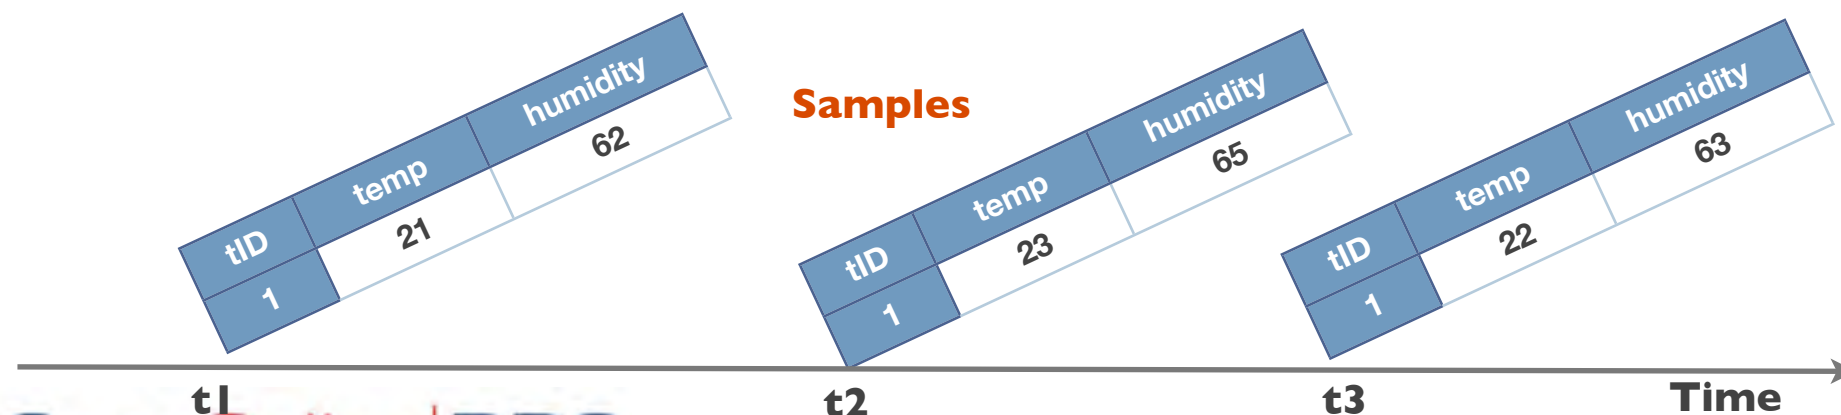 Samples
tID temp humidity
1 21 62
tID temp humidity
1 23 65
tID temp humidity
1 22 63
t1 t2 t3 Time